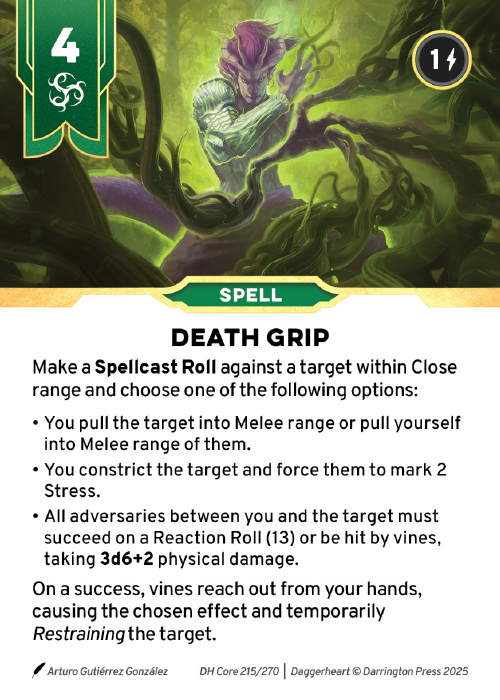 4
1
SPELL
DEATH GRIP
Make a Spellcast Roll against a target within Close
range and choose one of the following options:
• You pull the target into Melee range or pull yourself
into Melee range of them.
• You constrict the target and force them to mark 2
Stress.
• All adversaries between you and the target must
succeed on a Reaction Roll (13) or be hit by vines,
taking 3d6+2 physical damage.
On a success, vines reach out from your hands,
causing the chosen effect and temporarily
Restraining the target.
Arturo Gutiérrez González DH Core 215/270 | Daggerheart © Darrington Press 2025